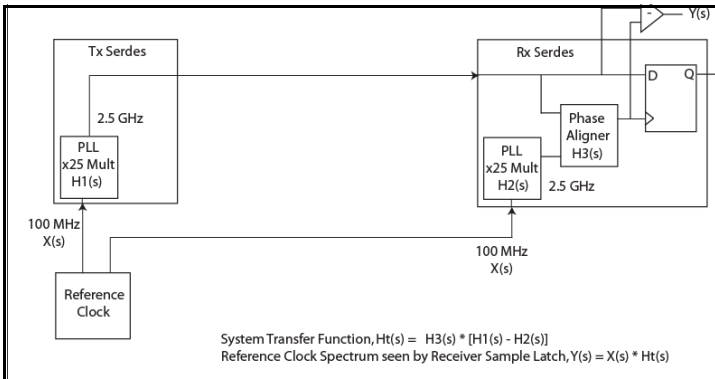 Y(s)
-
Tx Serdes
Rx Serdes
D
Q
2.5 GHz
Phase
Aligner
H3(s)
PLL
x25 Mult
H1(s)
PLL
x25 Mult
H2(s)
2.5 GHz
100 MHz
X(s)
100 MHz
X(s)
Reference
Clock
System Transfer Function, Ht(s) = H3(s) * [H1(s) - H2(s)]
Reference Clock Spectrum seen by Receiver Sample Latch, Y(s) = X(s) * Ht(s)